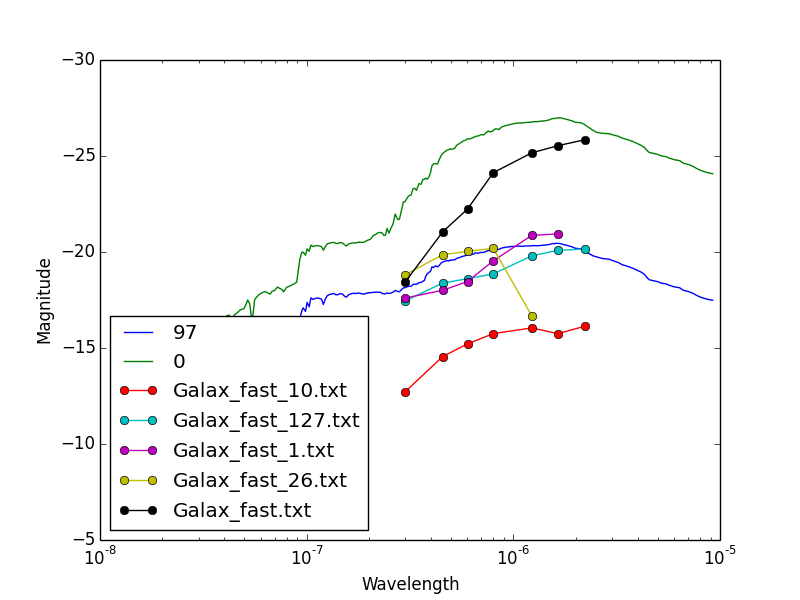 −30
−25
−20
−15
−10
−5
Magnitude
97
0
Galax_fast_10.txt
Galax_fast_127.txt
Galax_fast_1.txt
Galax_fast_26.txt
Galax_fast.txt
10^-8
10^-7
10^-6
10^-5
Wavelength